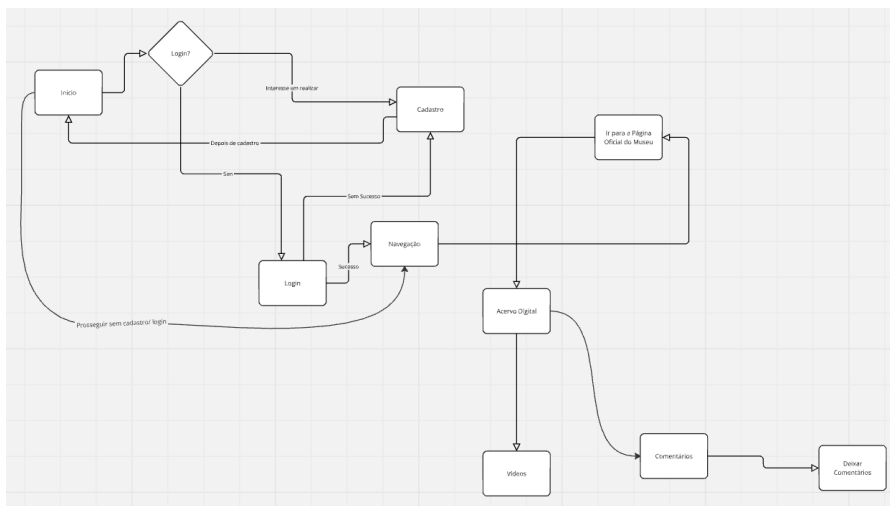 Login?
Início
Interesse em realizar
Cadastro
Ir para a Página
Oficial do Museu
Depois de cadastro
Sem Sucesso
Navegação
Sucesso
Login
Prosseguir sem cadastro/ login
Acervo Digital
Comentários
Deixar
Comentários
Vídeos